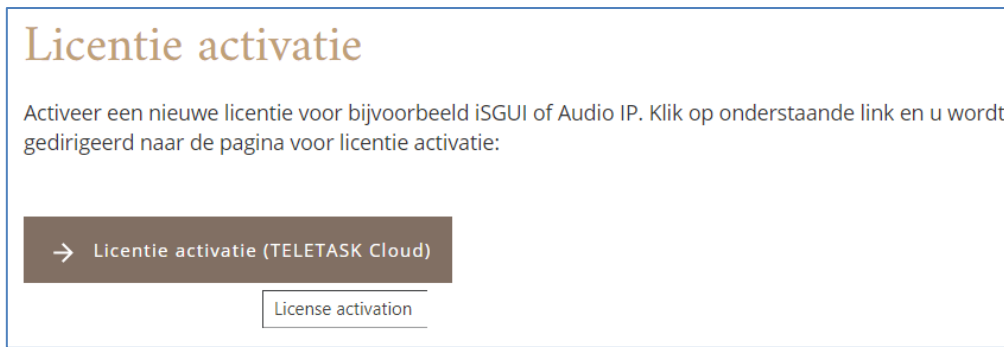 Licentie activatie
Activeer een nieuwe licentie voor bijvoorbeeld iSGUI of Audio IP. Klik op onderstaande link en u wordt
gedirigeerd naar de pagina voor licentie activatie:
→ Licentie activatie (TELETASK Cloud)
License activation